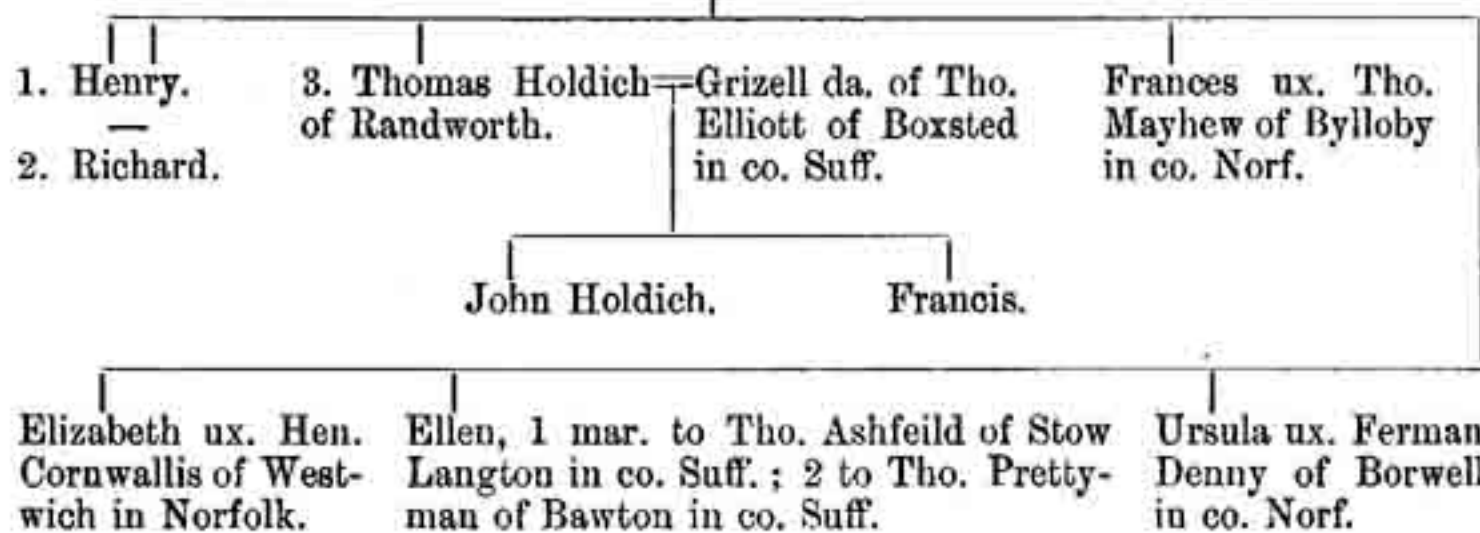 1. Henry.
—
2. Richard.
3. Thomas Holdich=Grizell da. of Tho.
of Randworth.
Elliott of Boxsted
in co. Suff.
Frances ux. Tho.
Mayhew of Bylloby
in co. Norf.
John Holdich.
Francis.
Elizabeth ux. Hen.
Cornwallis of West-
wich in Norfolk.
Ellen, 1 mar. to Tho. Ashfeild of Stow
Langton in co. Suff.; 2 to Tho. Pretty-
man of Bawton in co. Suff.
Ursula ux. Ferman
Denny of Borwell
in co. Norf.